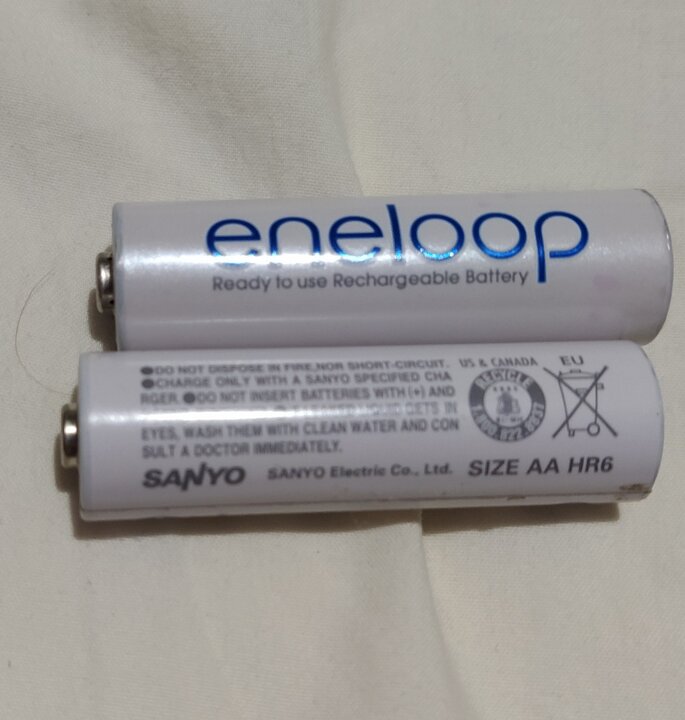 eneloop
Ready to use Rechargeable Battery
●DO NOT DISPOSE IN FIRE, NOR SHORT-CIRCUIT.
●CHARGE ONLY WITH A SANYO SPECIFIED CHA
RGER. ●DO NOT INSERT BATTERIES WITH (+) AND
GETS IN
EYES, WASH THEM WITH CLEAN WATER AND CON
SULT A DOCTOR IMMEDIATELY.
SANYO SANYO Electric Co., Ltd. SIZE AA HR6
US & CANADA
RECYCLE
EU